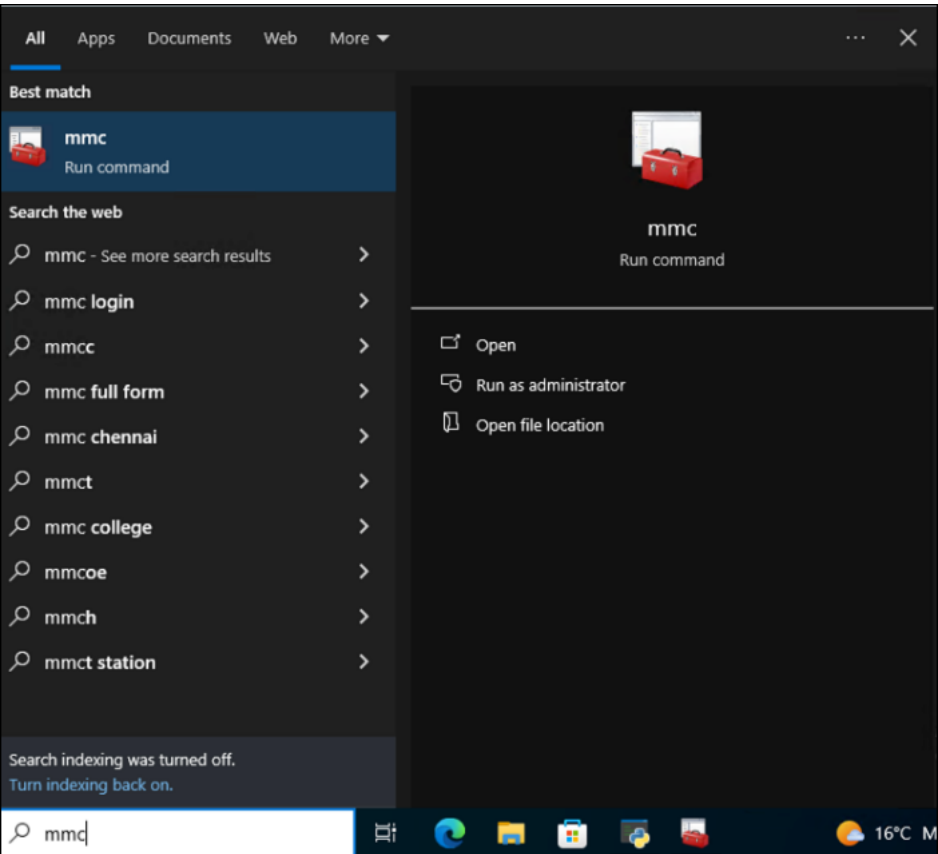 All Apps Documents Web More
Best match
mmc
Run command
Search the web
mmc - See more search results
mmc login
mmcc
mmc full form
mmc chennai
mmct
mmc college
mmcoe
mmch
mmct station
Search indexing was turned off.
Turn indexing back on.
mmc
Run command
Open
Run as administrator
Open file location
mmc
16°C M